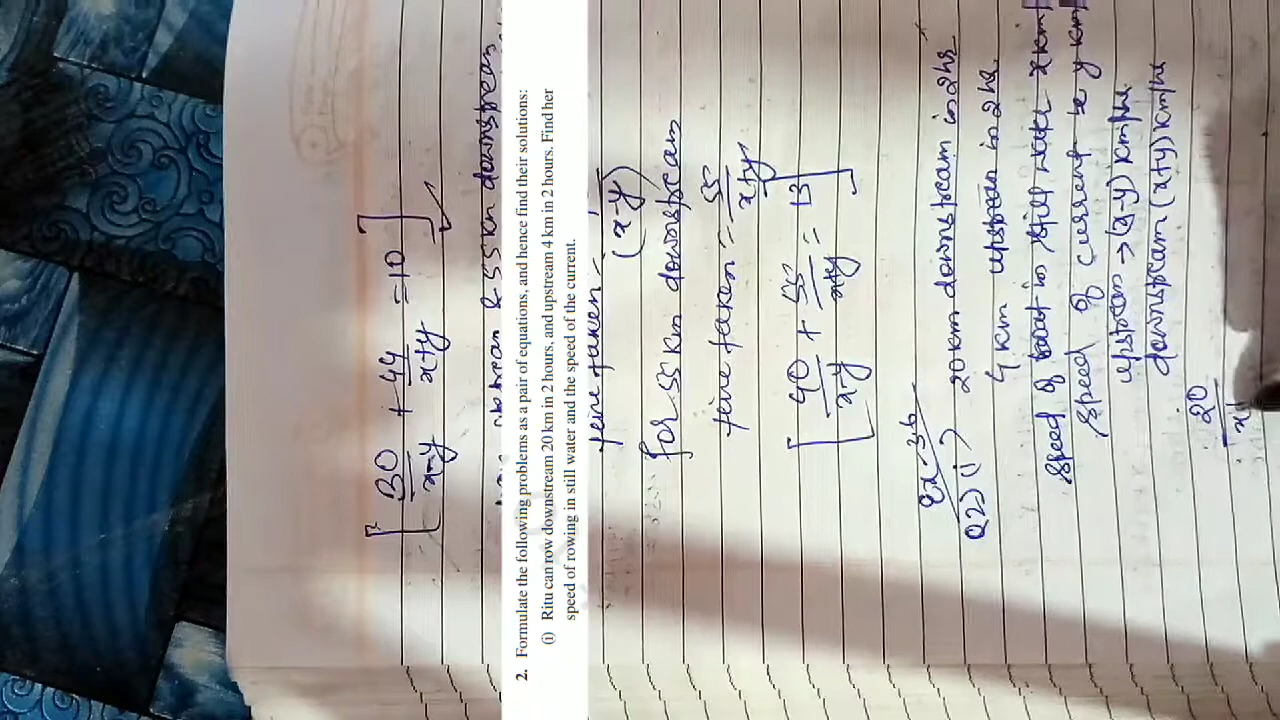 [ 30/x-y + 44/x+y = 10 ]
& 55 km downstream
2. Formulate the following problems as a pair of equations, and hence find their solutions:
(i) Ritu can row downstream 20 km in 2 hours, and upstream 4 km in 2 hours. Find her
speed of rowing in still water and the speed of the current.
time taken =
(x-y)
for 55 km downstream
time taken = 55/x+y
[ 40/x-y + 55/x+y = 13 ]
Ex-3.6
Q2) (i) 20 km downstream in 2 hr
4 km upstream in 2 hr
speed of boat in still water x km
speed of current be y km
upstream → (x-y) km/hr
downstream (x+y) km/hr
20/x